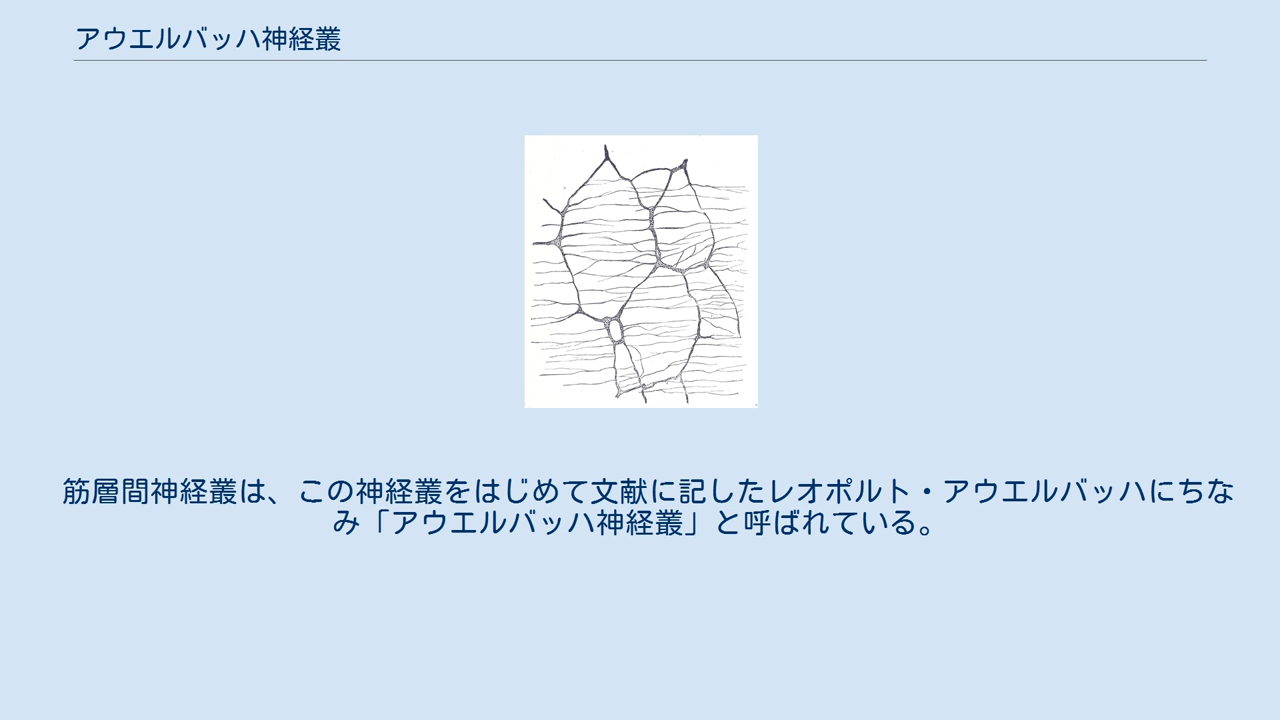 アウエルバッハ神経叢
筋層間神経叢は、この神経叢をはじめて文献に記したレオポルト・アウエルバッハにちな
み「アウエルバッハ神経叢」と呼ばれている。